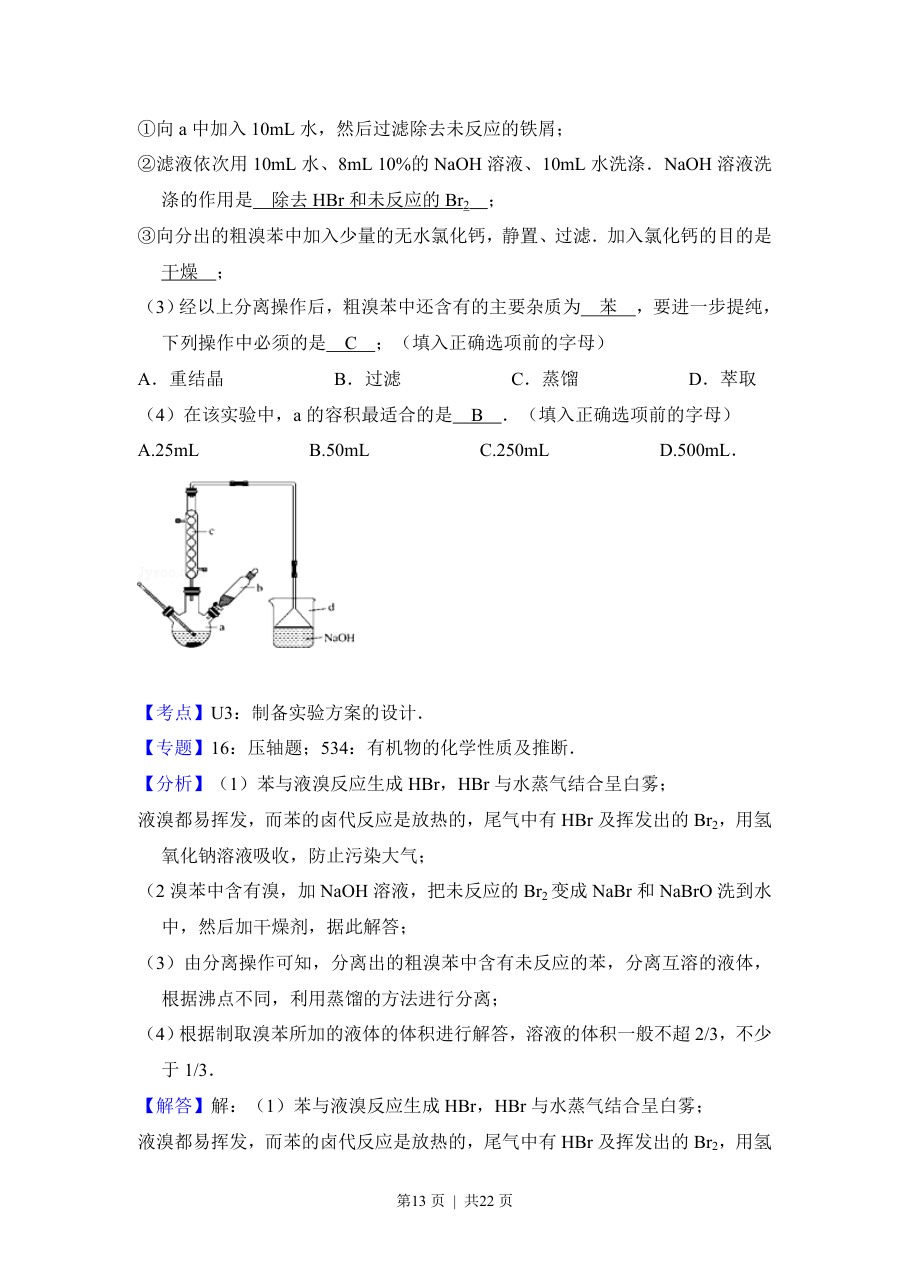 ①向 a 中加入 10mL 水，然后过滤除去未反应的铁屑；
②滤液依次用 10mL 水、8mL 10%的 NaOH 溶液、10mL 水洗涤．NaOH 溶液洗
涤的作用是 除去 HBr 和未反应的 Br2 ；
③向分出的粗溴苯中加入少量的无水氯化钙，静置、过滤．加入氯化钙的目的是
干燥 ；
（3）经以上分离操作后，粗溴苯中还含有的主要杂质为 苯 ，要进一步提纯，
下列操作中必须的是 C ；（填入正确选项前的字母）
A．重结晶 B．过滤 C．蒸馏 D．萃取
（4）在该实验中，a 的容积最适合的是 B ．（填入正确选项前的字母）
A.25mL B.50mL C.250mL D.500mL．
c
b
a
d
NaOH
【考点】U3：制备实验方案的设计．
【专题】16：压轴题；534：有机物的化学性质及推断．
【分析】（1）苯与液溴反应生成 HBr，HBr 与水蒸气结合呈白雾；
液溴都易挥发，而苯的卤代反应是放热的，尾气中有 HBr 及挥发出的 Br2，用氢
氧化钠溶液吸收，防止污染大气；
（2 溴苯中含有溴，加 NaOH 溶液，把未反应的 Br2 变成 NaBr 和 NaBrO 洗到水
中，然后加干燥剂，据此解答；
（3）由分离操作可知，分离出的粗溴苯中含有未反应的苯，分离互溶的液体，
根据沸点不同，利用蒸馏的方法进行分离；
（4）根据制取溴苯所加的液体的体积进行解答，溶液的体积一般不超 2/3，不少
于 1/3．
【解答】解：（1）苯与液溴反应生成 HBr，HBr 与水蒸气结合呈白雾；
液溴都易挥发，而苯的卤代反应是放热的，尾气中有 HBr 及挥发出的 Br2，用氢
第13 页 | 共22 页